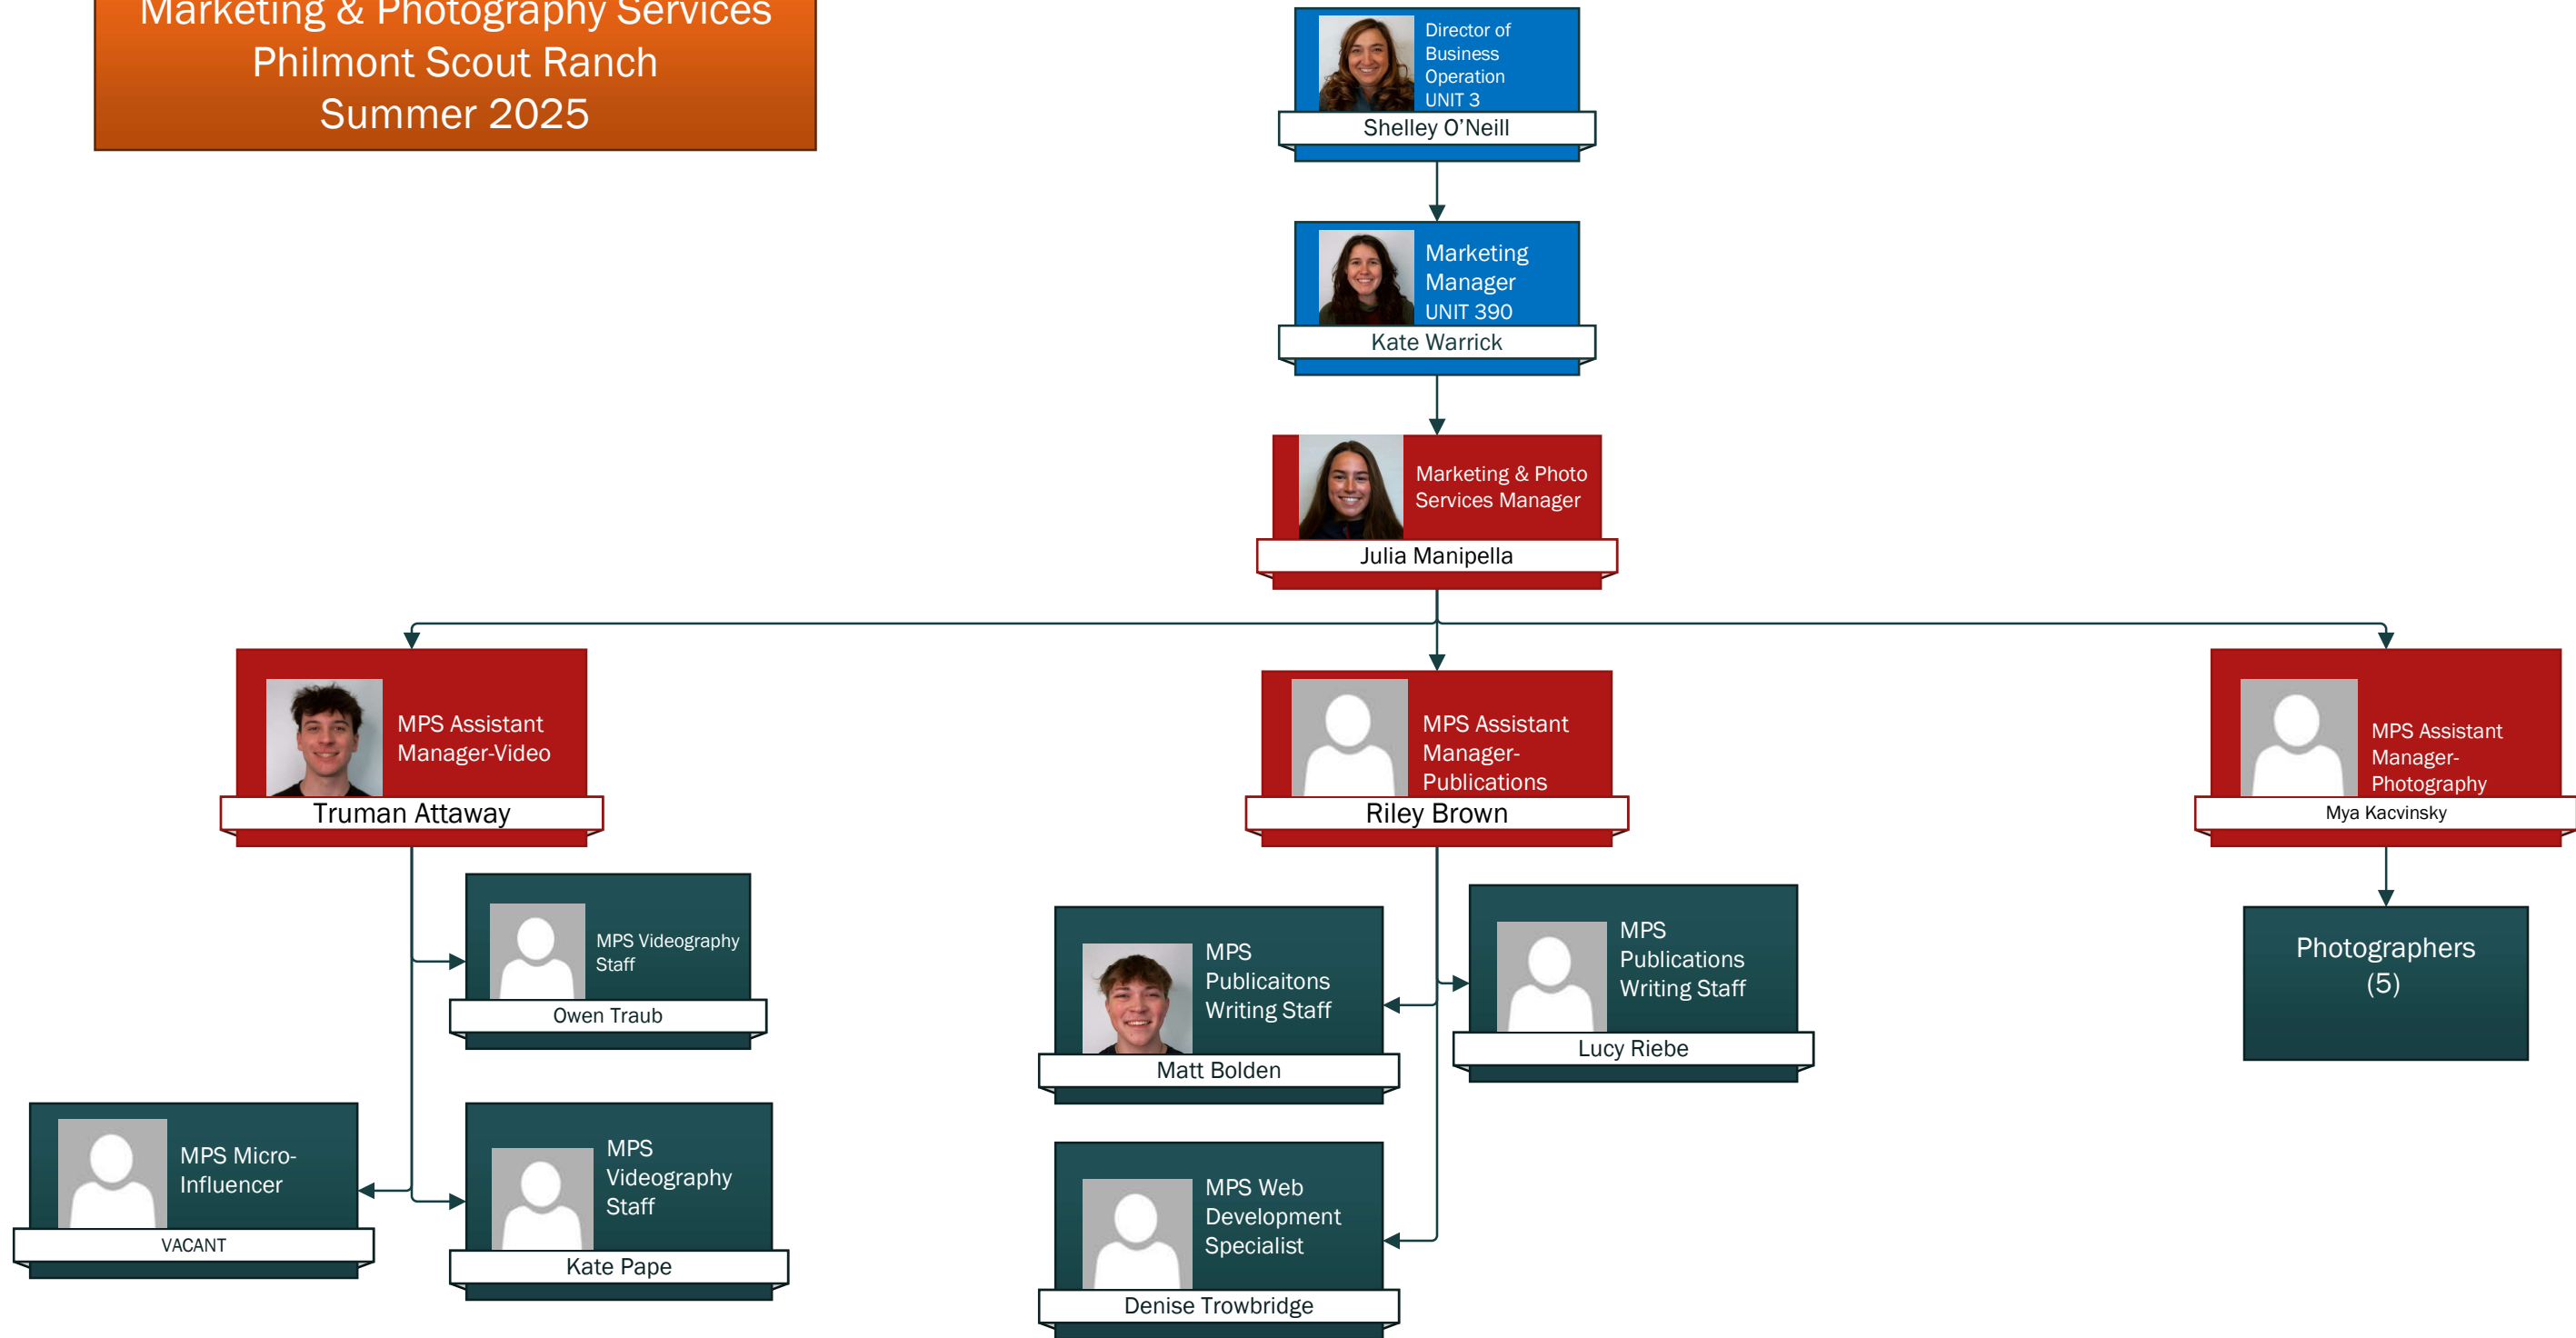 Marketing & Photography Services
Philmont Scout Ranch
Summer 2025
Director of
Business
Operation
UNIT 3
Shelley O’Neill
Marketing
Manager
UNIT 390
Kate Warrick
Marketing & Photo
Services Manager
Julia Manipella
MPS Assistant
Manager-Video
Truman Attaway
MPS Assistant
Manager-
Publications
Riley Brown
MPS Assistant
Manager-
Photography
Mya Kacvinsky
MPS Videography
Staff
Owen Traub
MPS
Publicaitons
Writing Staff
Matt Bolden
MPS
Publications
Writing Staff
Lucy Riebe
Photographers
(5)
MPS Micro-
Influencer
VACANT
MPS
Videography
Staff
Kate Pape
MPS Web
Development
Specialist
Denise Trowbridge